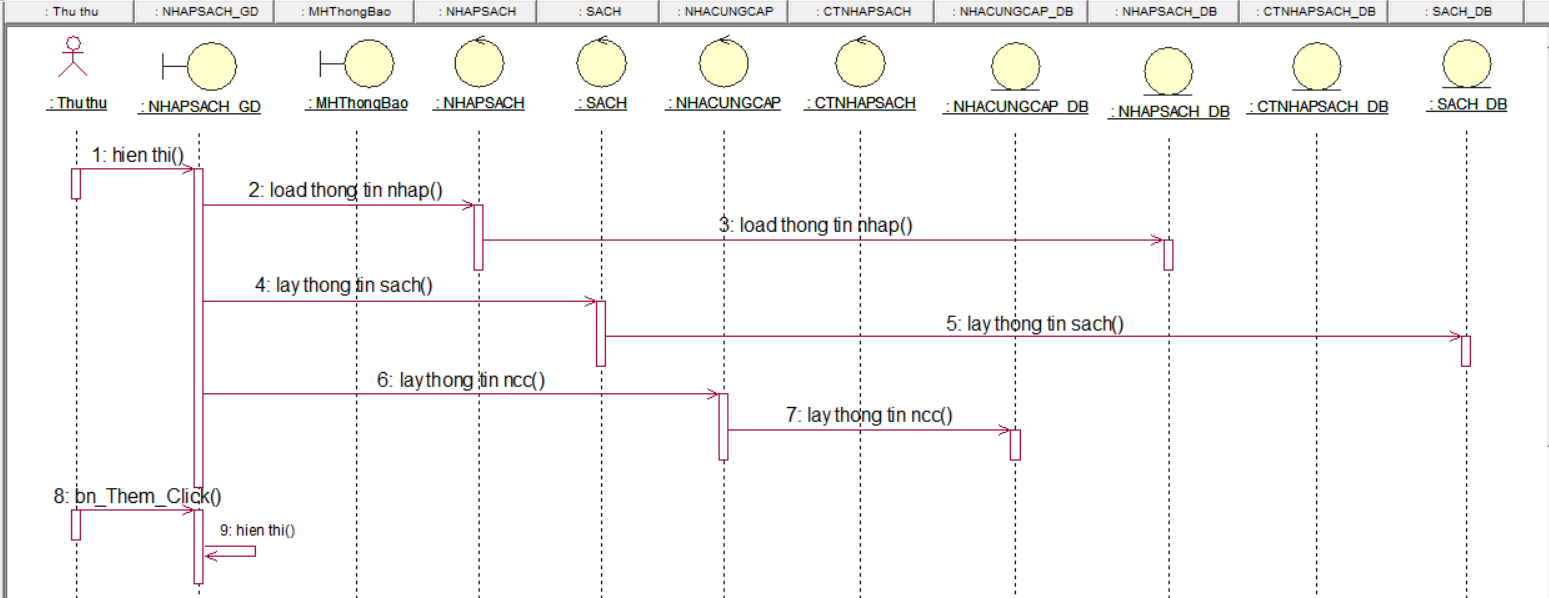 : Thu thu
: NHAPSACH_GD
: MHThongBao
: NHAPSACH
: SACH
: NHACUNGCAP
: CTNHAPSACH
: NHACUNGCAP_DB
: NHAPSACH_DB
: CTNHAPSACH_DB
: SACH_DB
: Thu thu
: NHAPSACH_GD
: MHThongBao
: NHAPSACH
: SACH
: NHACUNGCAP
: CTNHAPSACH
: NHACUNGCAP_DB
: NHAPSACH_DB
: CTNHAPSACH_DB
: SACH_DB
1: hien thi()
2: load thong tin nhap()
3: load thong tin nhap()
4: lay thong tin sach()
5: lay thong tin sach()
6: lay thong tin ncc()
7: lay thong tin ncc()
8: bn_Them_Click()
9: hien thi()